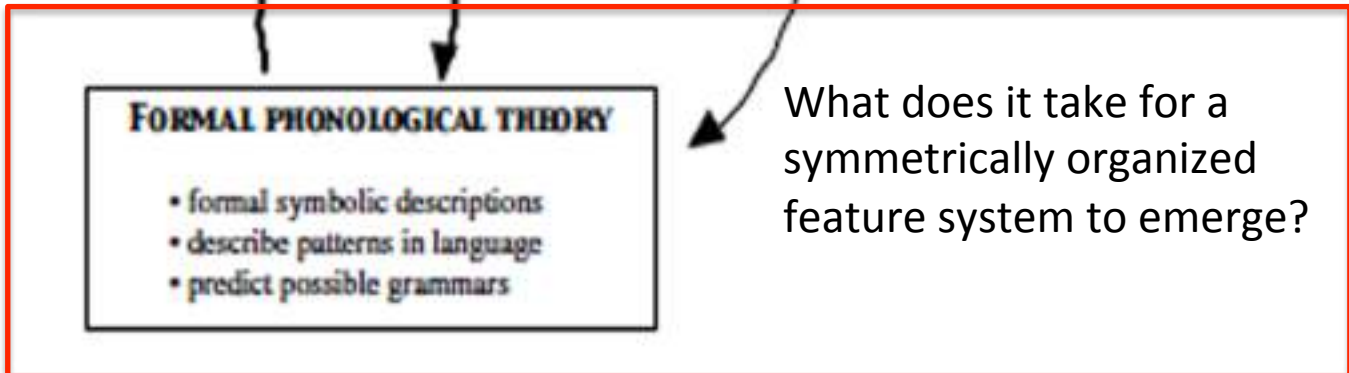 FORMAL PHONOLOGICAL THEORY
• formal symbolic descriptions
• describe patterns in language
• predict possible grammars
What does it take for a
symmetrically organized
feature system to emerge?